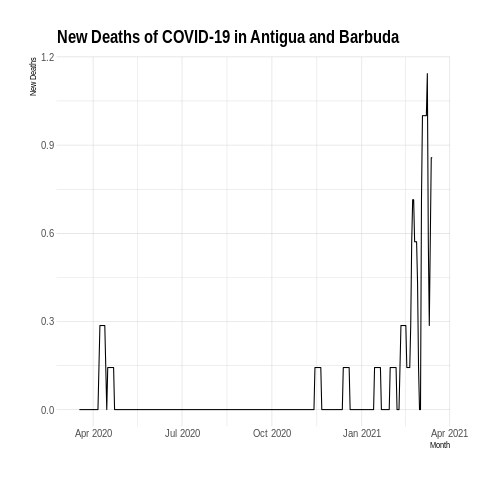 New Deaths of COVID-19 in Antigua and Barbuda
New Deaths
1.2
0.9
0.6
0.3
0.0
Apr 2020 Jul 2020 Oct 2020 Jan 2021 Apr 2021
Month